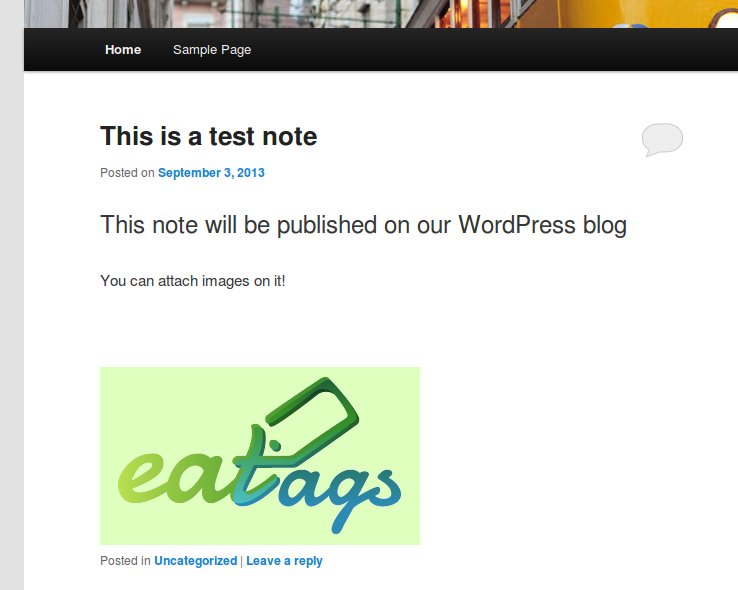 Home Sample Page
This is a test note
Posted on September 3, 2013
This note will be published on our WordPress blog
You can attach images on it!
eatags
Posted in Uncategorized | Leave a reply